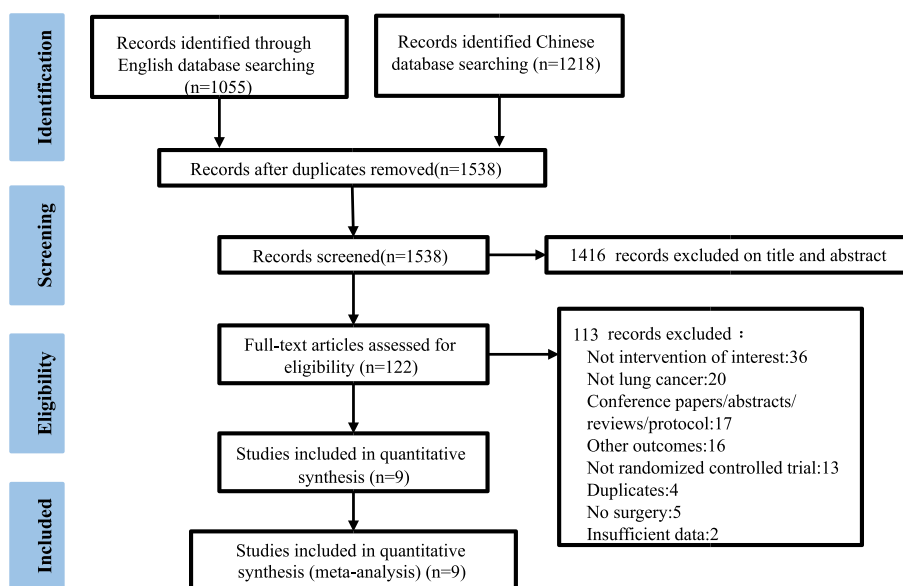 Identification
Records identified through
English database searching
(n=1055)
Records identified Chinese
database searching (n=1218)
Records after duplicates removed(n=1538)
Screening
Records screened(n=1538)
1416 records excluded on title and abstract
Eligibility
Full-text articles assessed for
eligibility (n=122)
113 records excluded：
Not intervention of interest:36
Not lung cancer:20
Conference papers/abstracts/
reviews/protocol:17
Other outcomes:16
Not randomized controlled trial:13
Duplicates:4
No surgery:5
Insufficient data:2
Studies included in quantitative
synthesis (n=9)
Included
Studies included in quantitative
synthesis (meta-analysis) (n=9)